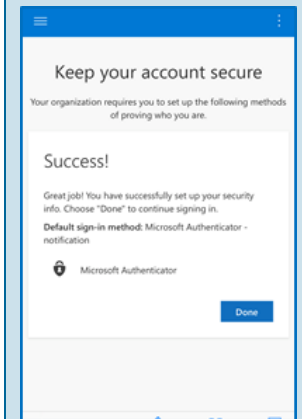 Keep your account secure
Your organization requires you to set up the following methods
of proving who you are.
Success!
Great job! You have successfully set up your security
info. Choose "Done" to continue signing in.
Default sign-in method: Microsoft Authenticator -
notification
Microsoft Authenticator
Done